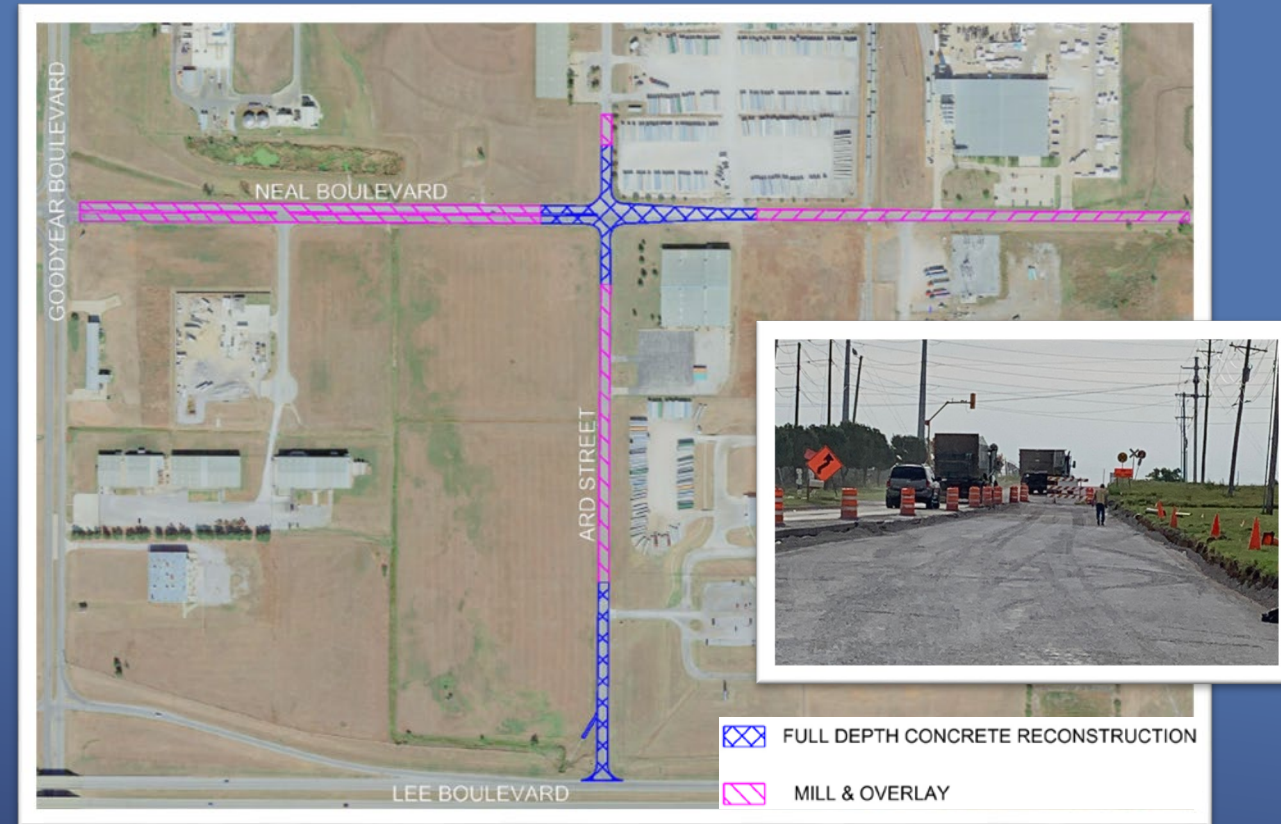 GOODYEAR BOULEVARD
NEAL BOULEVARD
ARD STREET
LEE BOULEVARD
FULL DEPTH CONCRETE RECONSTRUCTION
MILL & OVERLAY